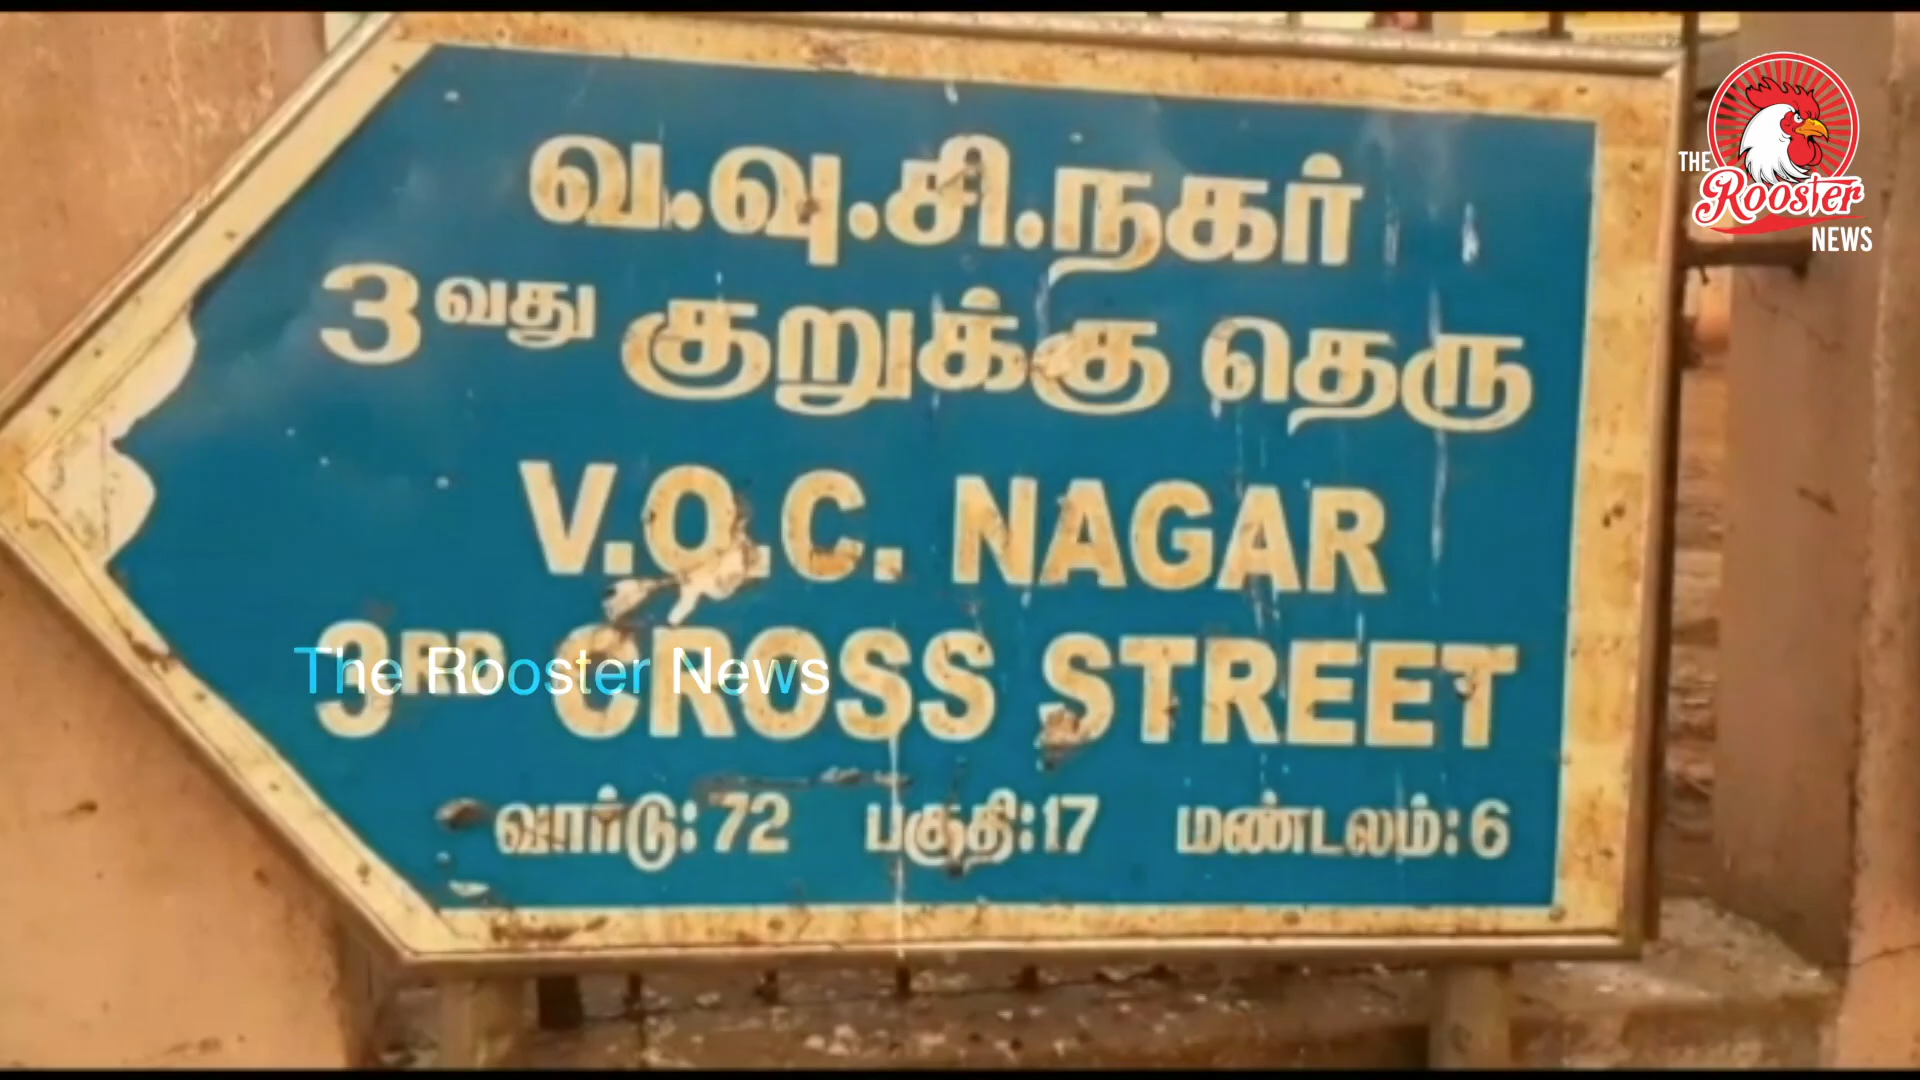 வ.வு.சி.நகர்
3வது குறுக்கு தெரு
V.O.C. NAGAR
3RD CROSS STREET
வார்டு: 72 பகுதி:17 மண்டலம்: 6
The Rooster News
THE
Rooster
NEWS